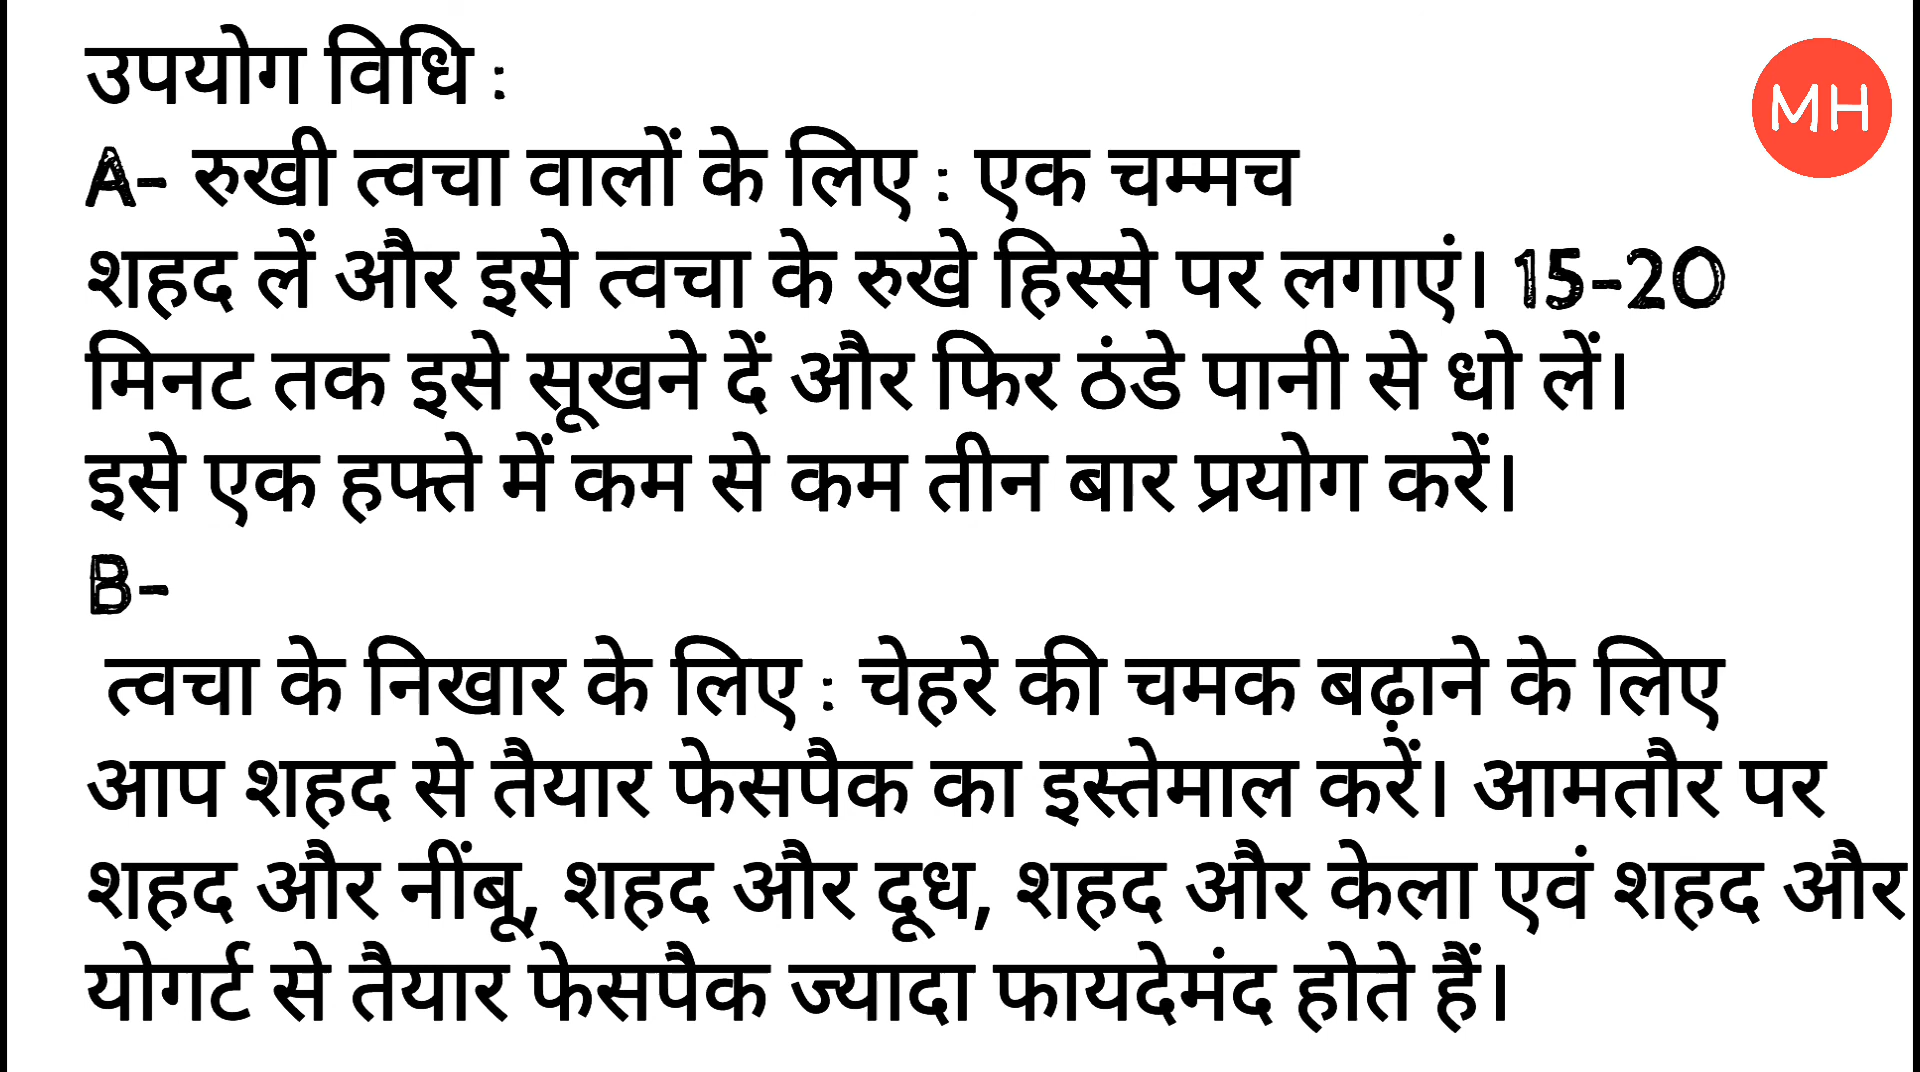 उपयोग विधि :
MH
A- रुखी त्वचा वालों के लिए : एक चम्मच
शहद लें और इसे त्वचा के रुखे हिस्से पर लगाएं। 15-20
मिनट तक इसे सूखने दें और फिर ठंडे पानी से धो लें।
इसे एक हफ्ते में कम से कम तीन बार प्रयोग करें।
B-
त्वचा के निखार के लिए : चेहरे की चमक बढ़ाने के लिए
आप शहद से तैयार फेसपैक का इस्तेमाल करें। आमतौर पर
शहद और नींबू, शहद और दूध, शहद और केला एवं शहद और
योगर्ट से तैयार फेसपैक ज्यादा फायदेमंद होते हैं।